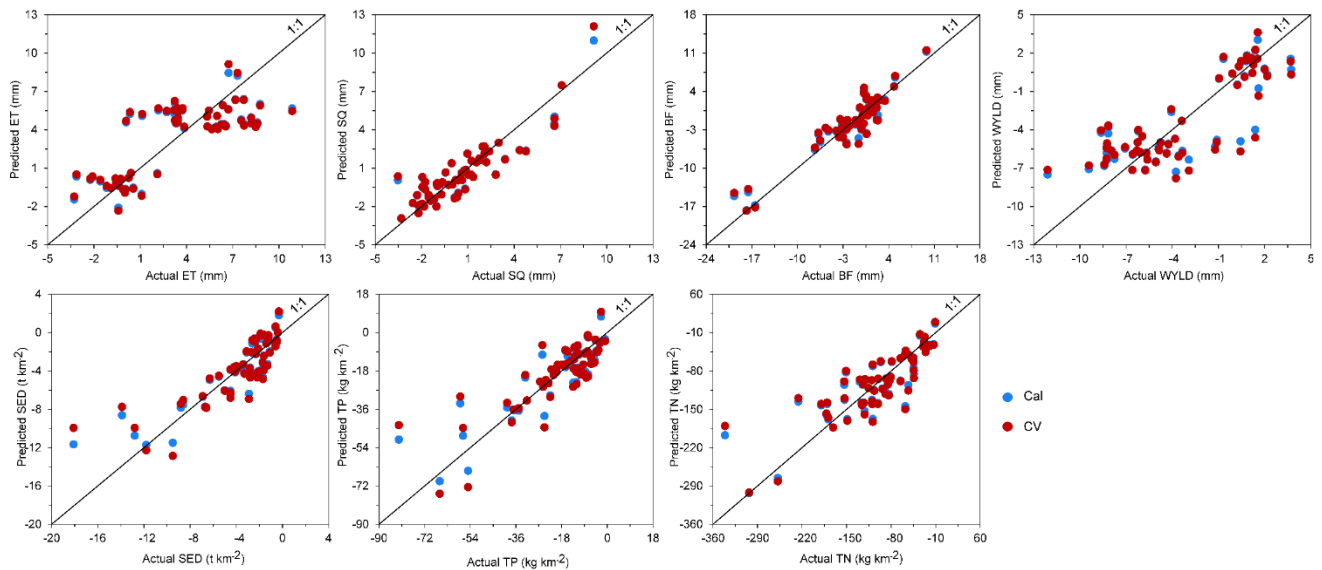 13
11
9
7
4
2
0
-2
-5
Predicted ET (mm)
1:1
-5 -2 1 4 7 10 13
Actual ET (mm)
13
10
7
4
1
-2
-5
Predicted SQ (mm)
1:1
-5 -2 1 4 7 10 13
Actual SQ (mm)
18
11
4
-3
-10
-17
-24
Predicted BF (mm)
1:1
-24 -17 -10 -3 4 11 18
Actual BF (mm)
5
2
-1
-4
-7
-10
-13
Predicted WYLD (mm)
1:1
-13 -10 -7 -4 -1 2 5
Actual WYLD (mm)
4
0
-4
-8
-12
-16
-20
Predicted SED (t km-2)
1:1
-20 -16 -12 -8 -4 0 4
Actual SED (t km-2)
18
0
-18
-36
-54
-72
-90
Predicted TP (kg km-2)
1:1
-90 -72 -54 -36 -18 0 18
Actual TP (kg km-2)
60
-10
-80
-150
-220
-290
-360
Predicted TN (kg km-2)
1:1
-360 -290 -220 -150 -80 -10 60
Actual TN (kg km-2)
Cal
CV